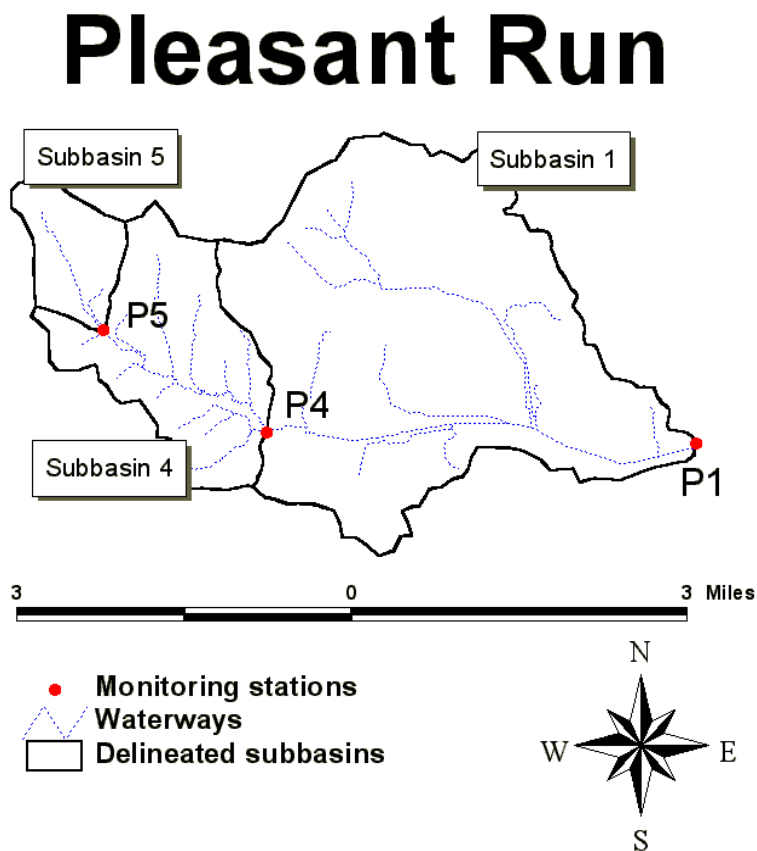 Pleasant Run
Subbasin 5
Subbasin 1
P5
P4
Subbasin 4
P1
3 0 3 Miles
Monitoring stations
Waterways
Delineated subbasins
N
W E
S